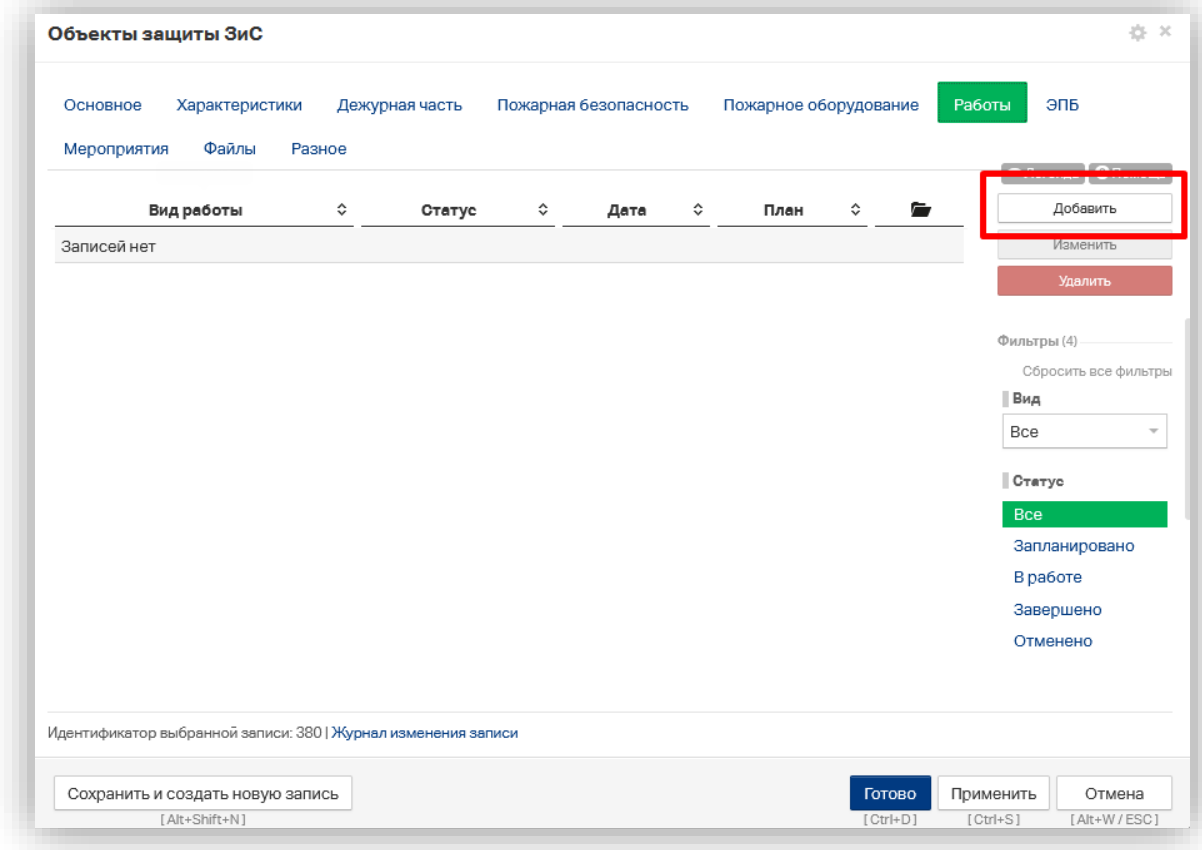 Объекты защиты ЗиС
Основное Характеристики Дежурная часть Пожарная безопасность Пожарное оборудование Работы ЭПБ
Мероприятия Файлы Разное
Вид работы Статус Дата План
Добавить
Записей нет
Изменить
Удалить
Фильтры (4)
Сбросить все фильтры
Вид
Все
Статус
Все
Запланировано
В работе
Завершено
Отменено
Идентификатор выбранной записи: 380 | Журнал изменения записи
Сохранить и создать новую запись Готово Применить Отмена
[Alt+Shift+N] [Ctrl+D] [Ctrl+S] [Alt+W / ESC]